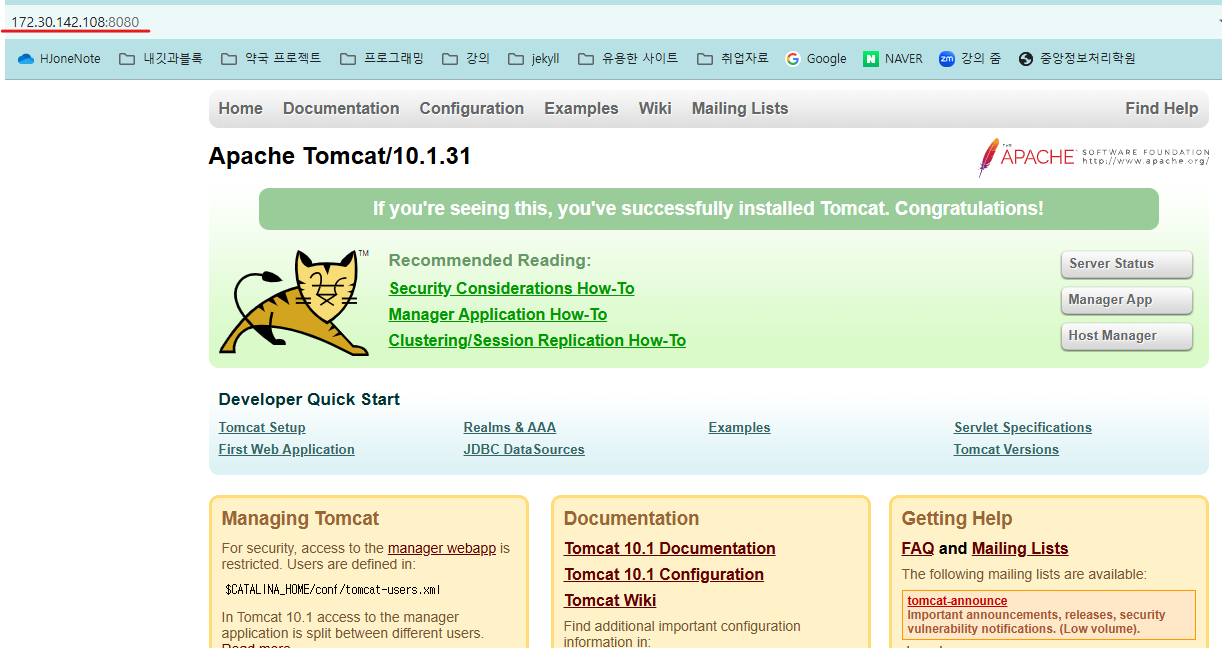 172.30.142.108:8080
HJoneNote 내깃과블록 약국 프로젝트 프로그래밍 강의 jekyll 유용한 사이트 취업자료 Google NAVER 강의 줌 중앙정보처리학원
Home Documentation Configuration Examples Wiki Mailing Lists Find Help
Apache Tomcat/10.1.31
THE APACHE SOFTWARE FOUNDATION
http://www.apache.org/
If you're seeing this, you've successfully installed Tomcat. Congratulations!
TM
Recommended Reading:
Security Considerations How-To
Manager Application How-To
Clustering/Session Replication How-To
Server Status
Manager App
Host Manager
Developer Quick Start
Tomcat Setup
First Web Application
Realms & AAA
JDBC DataSources
Examples
Servlet Specifications
Tomcat Versions
Managing Tomcat
For security, access to the manager webapp is
restricted. Users are defined in:
$CATALINA_HOME/conf/tomcat-users.xml
In Tomcat 10.1 access to the manager
application is split between different users.
Read more...
Documentation
Tomcat 10.1 Documentation
Tomcat 10.1 Configuration
Tomcat Wiki
Find additional important configuration
information in:
Getting Help
FAQ and Mailing Lists
The following mailing lists are available:
tomcat-announce
Important announcements, releases, security
vulnerability notifications. (Low volume).